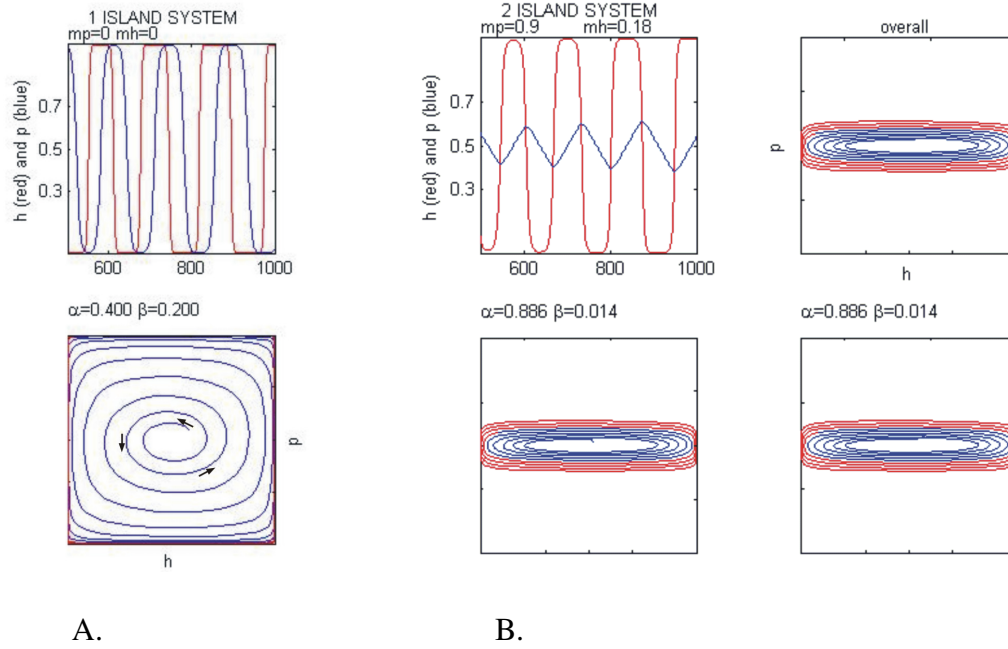 1 ISLAND SYSTEM
mp=0 mh=0
h (red) and p (blue)
0.7
0.5
0.3
600
800
1000
α=0.400 β=0.200
p
h
A.
2 ISLAND SYSTEM
mp=0.9 mh=0.18
h (red) and p (blue)
0.7
0.5
0.3
600
800
1000
overall
p
h
α=0.886 β=0.014
α=0.886 β=0.014
B.